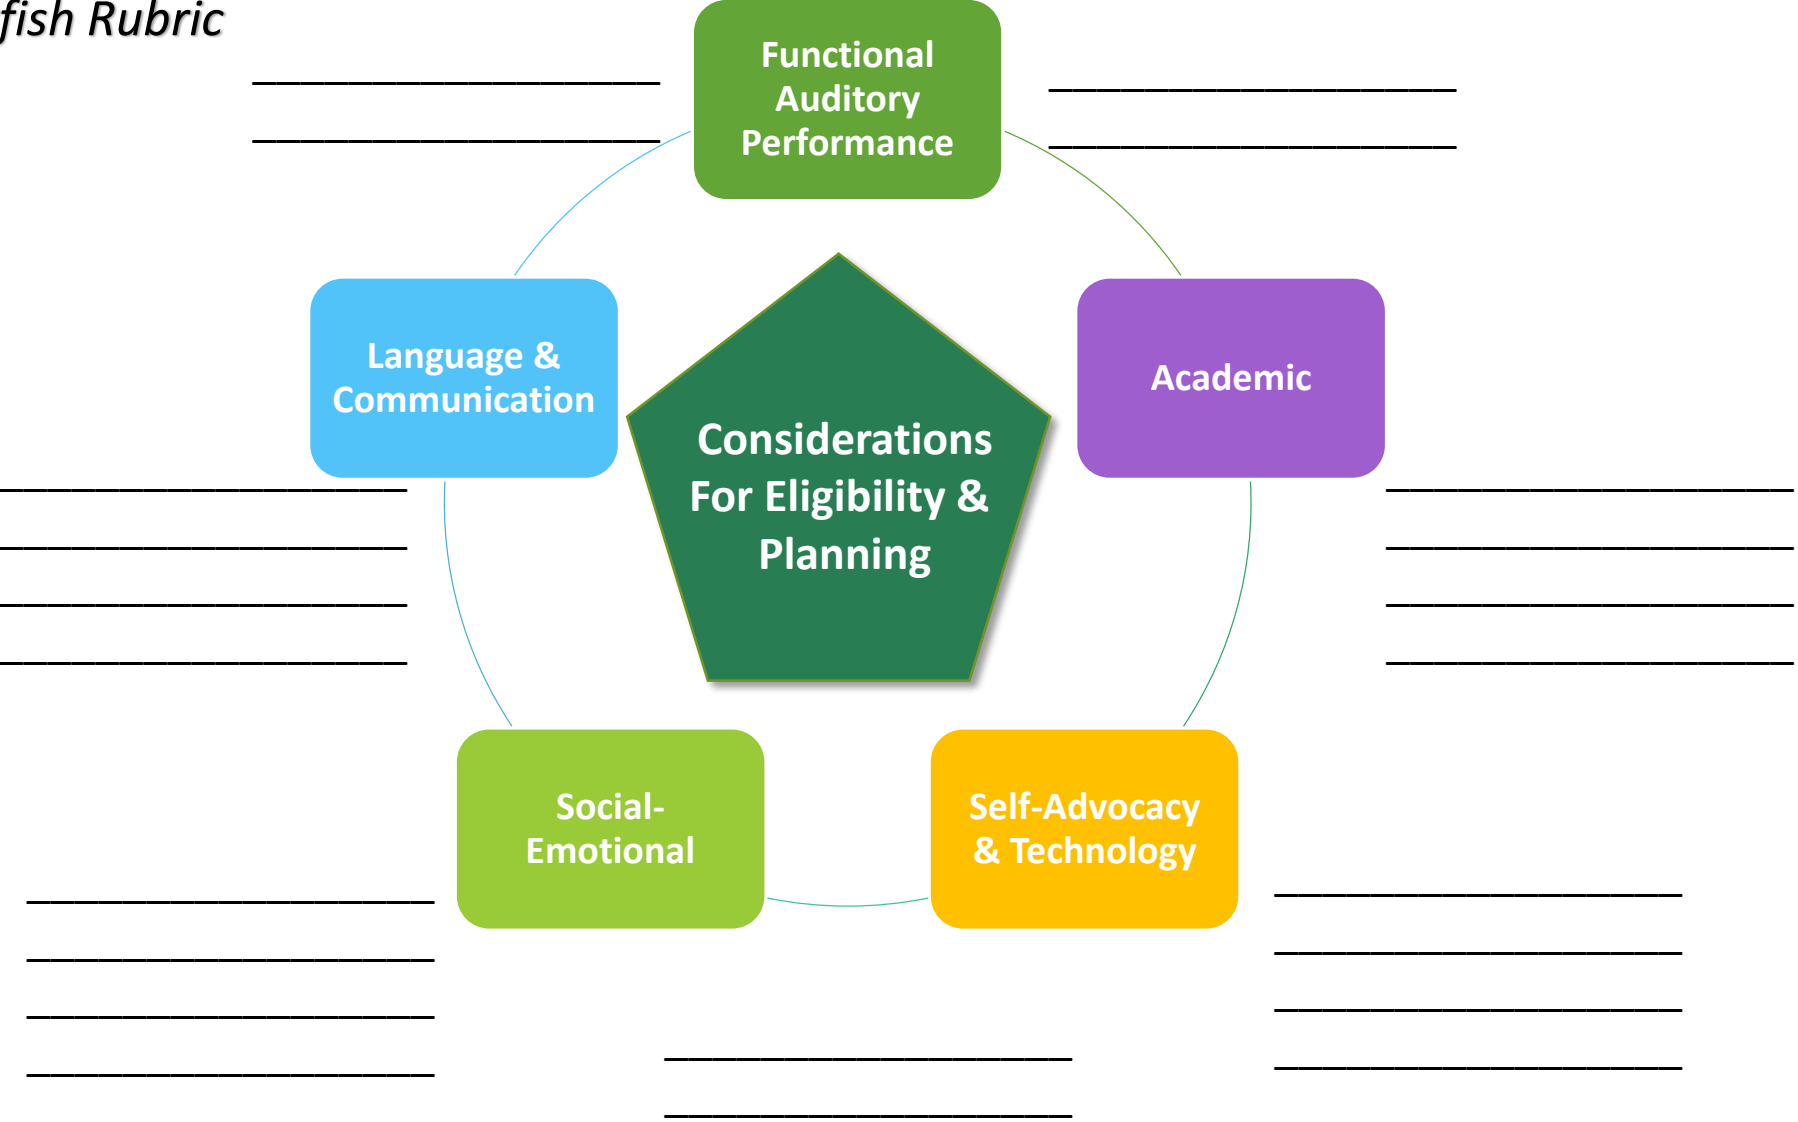 fish Rubric
Functional
Auditory
Performance
Language &
Communication
Academic
Considerations
For Eligibility &
Planning
Social-
Emotional
Self-Advocacy
& Technology